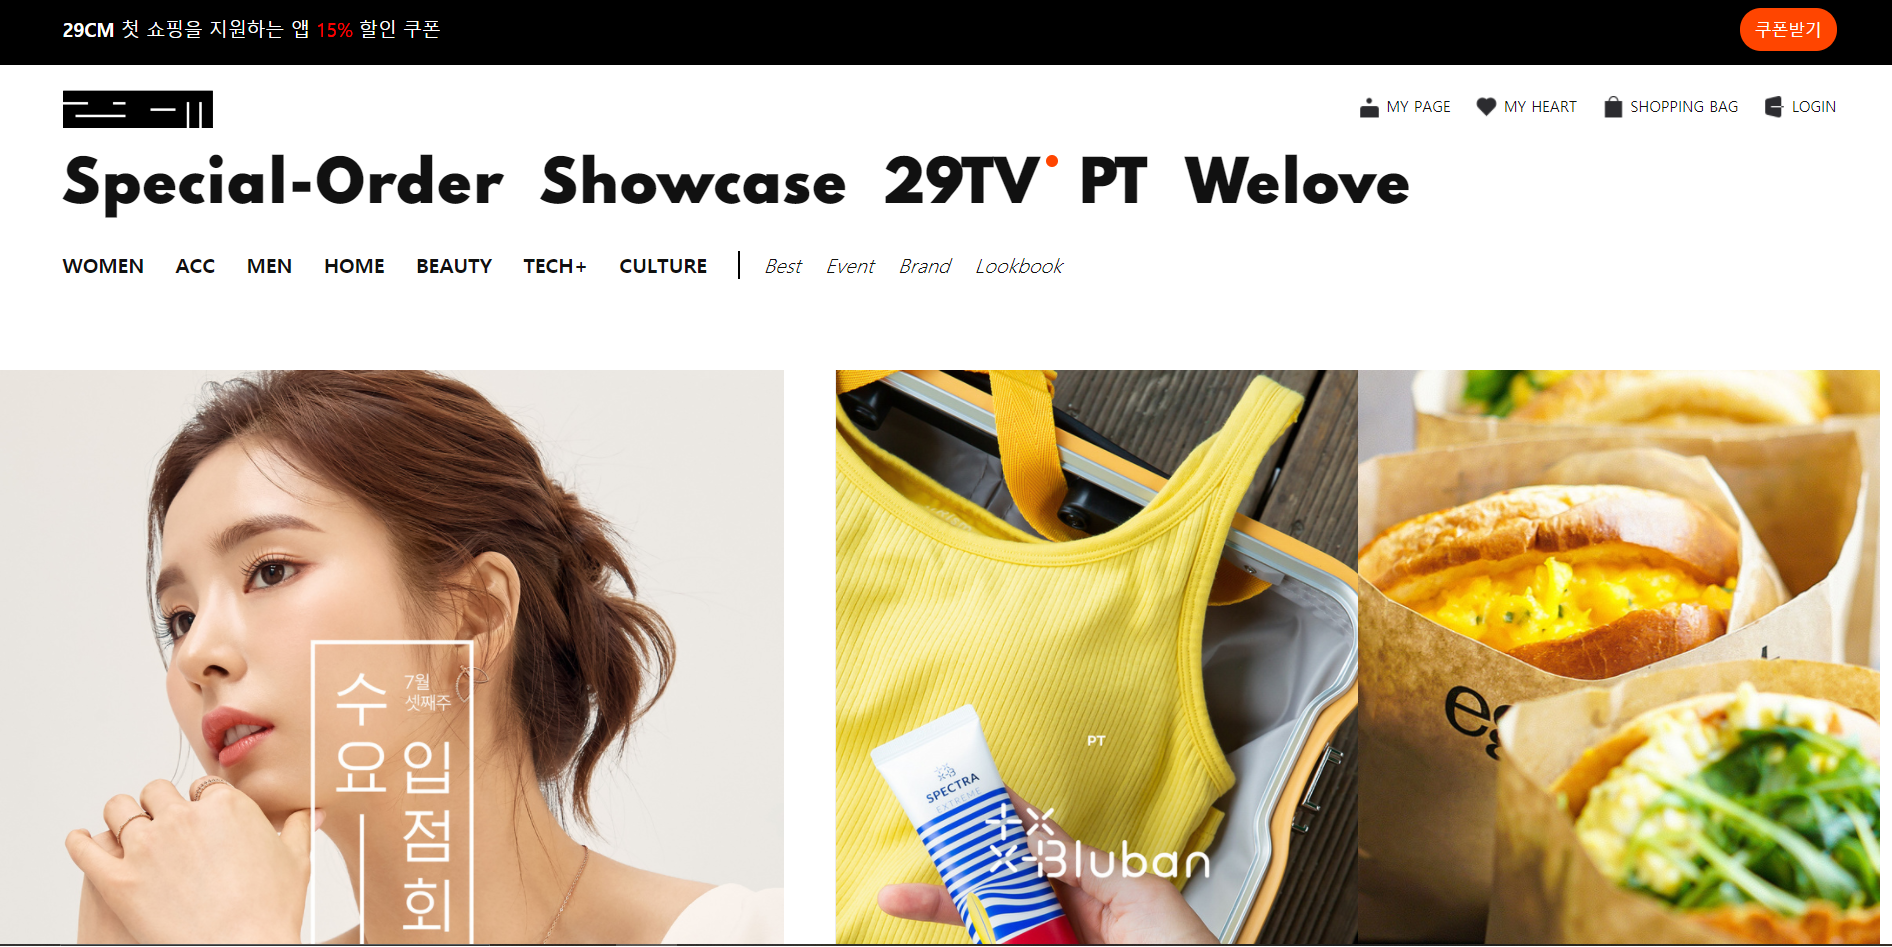 29CM 첫 쇼핑을 지원하는 앱 15% 할인 쿠폰
쿠폰받기
MY PAGE
MY HEART
SHOPPING BAG
LOGIN
Special-Order Showcase 29TV PT Welove
WOMEN ACC MEN HOME BEAUTY TECH+ CULTURE
Best Event Brand Lookbook
7월
셋째주
수요
입점회
PT
SPECTRA
EXTREME
Bluban